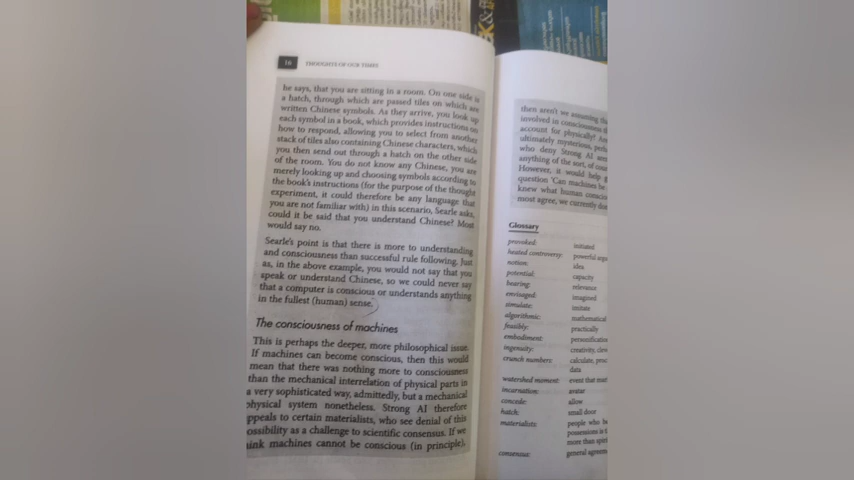 16 THOUGHTS OF OUR TIMES
he says, that you are sitting in a room. On one side is
a hatch, through which are passed tiles on which are
written Chinese symbols. As they arrive, you look up
each symbol in a book, which provides instructions on
how to respond, allowing you to select from another
stack of tiles also containing Chinese characters, which
you then send out through a hatch on the other side
of the room. You do not know any Chinese, you are
merely looking up and choosing symbols according to
the book's instructions (for the purpose of the thought
experiment, it could therefore be any language that
you are not familiar with) in this scenario, Searle asks,
could it be said that you understand Chinese? Most
would say no.
Searle's point is that there is more to understanding
and consciousness than successful rule following. Just
as, in the above example, you would not say that you
speak or understand Chinese, so we could never say
that a computer is conscious or understands anything
in the fullest (human) sense.
The consciousness of machines
This is perhaps the deeper, more philosophical issue.
If machines can become conscious, then this would
mean that there was nothing more to consciousness
than the mechanical interrelation of physical parts in
a very sophisticated way, admittedly, but a mechanical
physical system nonetheless. Strong AI therefore
ppeals to certain materialists, who see denial of this
ossibility as a challenge to scientific consensus. If we
ink machines cannot be conscious (in principle),
then aren't we assuming tha
involved in consciousness th
account for physically? An
ultimately mysterious, perh
who deny Strong AI see
anything of the sort, of cour
However, it would help i
question 'Can machines be
knew what human conscio
most agree, we currently don
Glossary
provoked: initiated
heated controversy: powerful argu
notion: idea
potential: capacity
bearing: relevance
envisaged: imagined
simulate: imitate
algorithmic: mathematical
feasibly: practically
embodiment: personificatio
ingenuity: creativity, clev
crunch numbers: calculate, proc
data
watershed moment: event that mar
incarnation: avatar
concede: allow
hatch: small door
materialists: people who be
possessions is t
more than spirit
consensus: general agreem